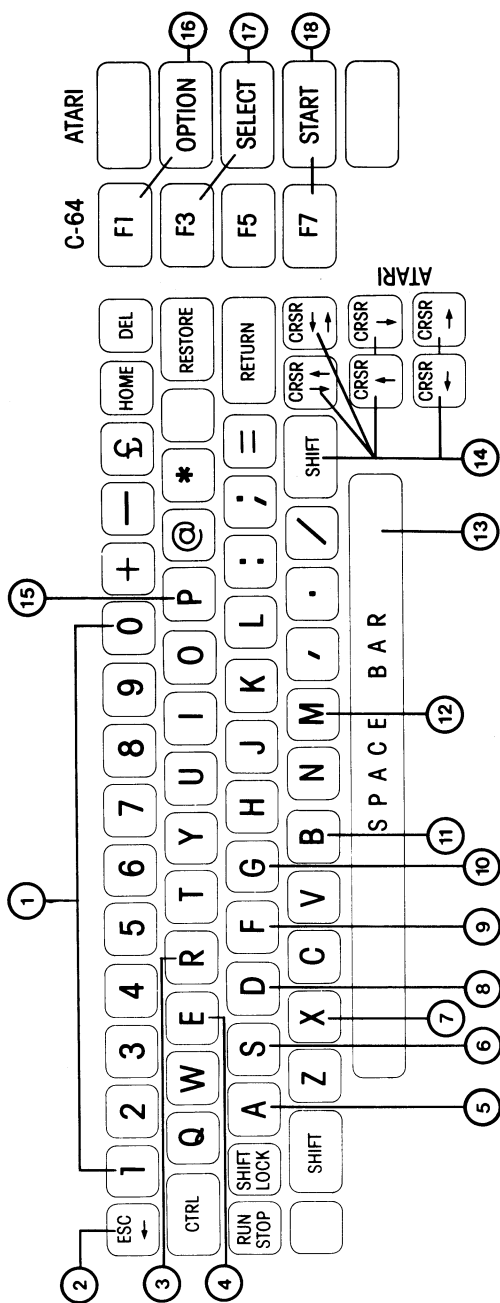 C-64 ATARI
1 15
2 ESC ← 1 2 3 4 5 6 7 8 9 0 + — £ HOME DEL F1
3 CTRL Q W E R T Y U I O P @ * RESTORE F3 OPTION 16
4 RUN STOP SHIFT LOCK A S D F G H J K L : ; = RETURN F5 SELECT 17
SHIFT Z X C V B N M , . / SHIFT CRSR ↑ ↓ CRSR ← → F7 START 18
SPACE BAR CRSR ↑ CRSR ↓
CRSR ← CRSR →
ATARI
5 6 7 8 9 10 11 12 13 14